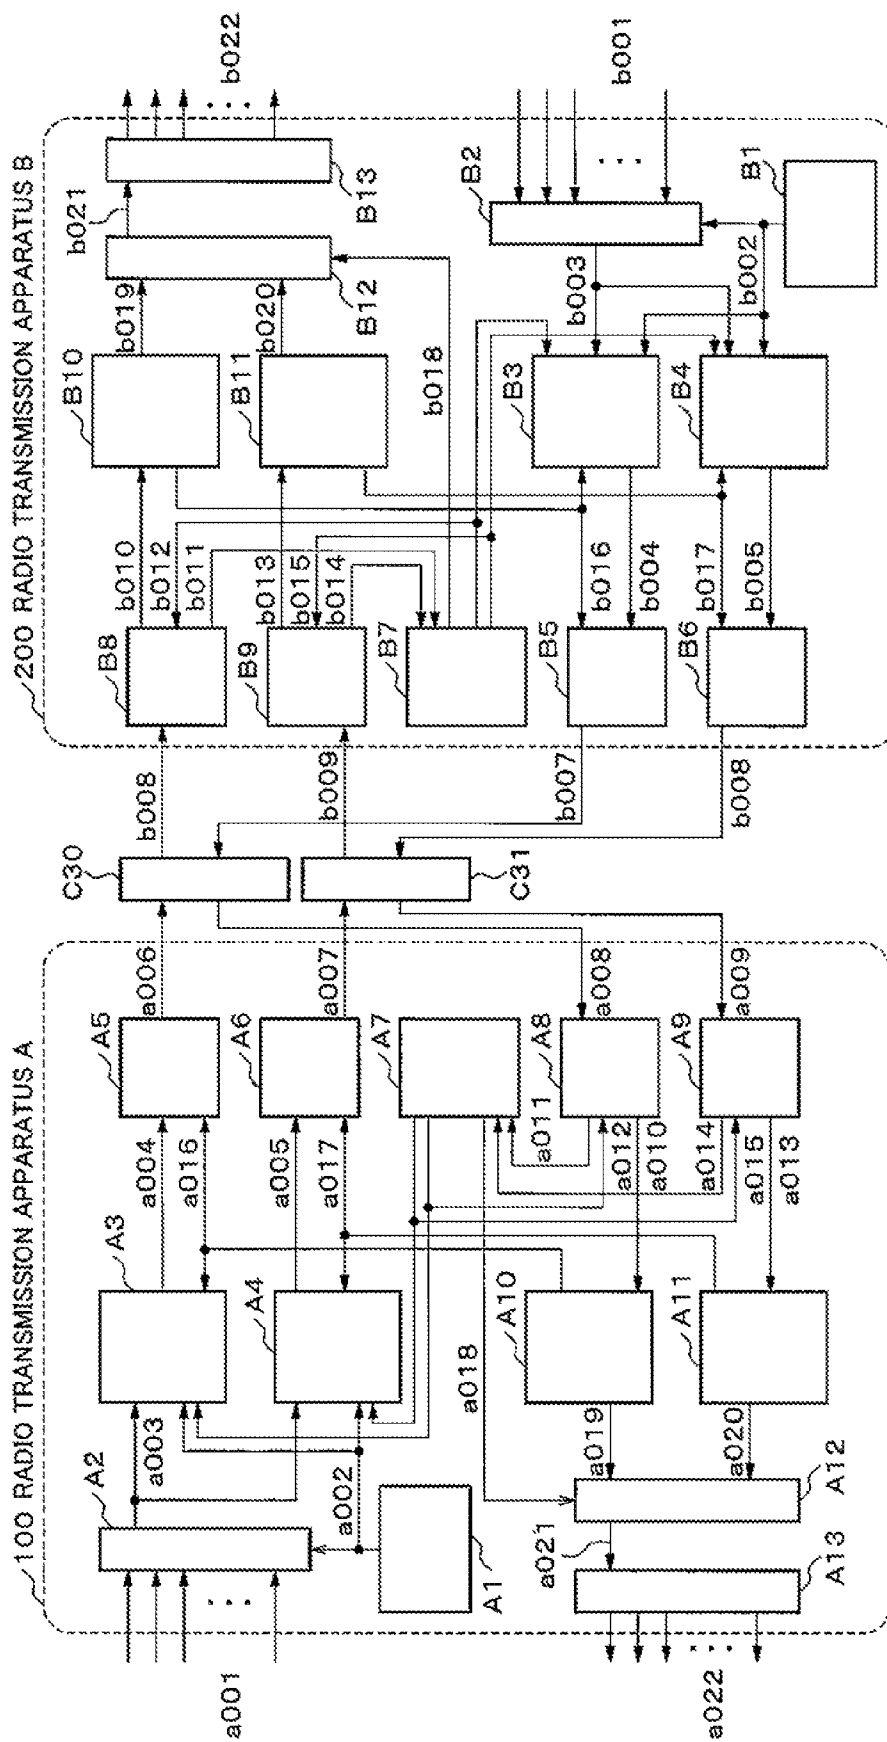 100 RADIO TRANSMISSION APPARATUS A
a001
A2
a003
a002
A1
A3
A4
a004
a016
a005
a017
A5
A6
A7
a006
a007
a018
a011
A8
a008
a012
a010
A9
a009
a014
a015
a013
A10
A11
a019
a020
A12
a021
A13
a022
C30
C31
200 RADIO TRANSMISSION APPARATUS B
b008
b009
b007
b008
B8
B9
B7
B5
B6
b010
b012
b011
b013
b015
b014
b016
b004
b017
b005
B10
B11
b018
B3
B4
b019
b020
B12
b021
B13
b022
b003
b002
B2
B1
b001